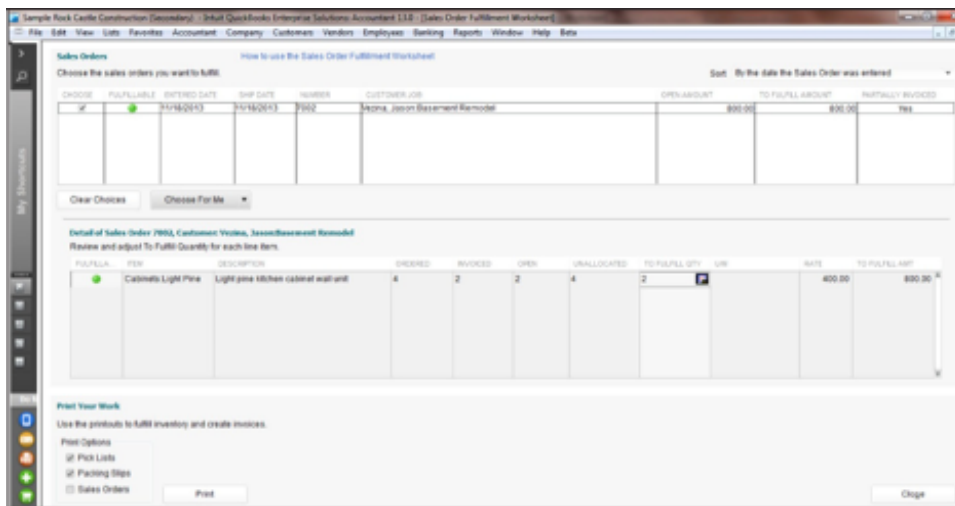 Sample Rock Castle Construction (Secondary) - Intuit QuickBooks Enterprise Solutions: Accountant 13.0 - [Sales Order Fulfillment Worksheet]
File Edit View Lists Favorites Accountant Company Customers Vendors Employees Banking Reports Window Help Beta
Sales Orders How to use the Sales Order Fulfillment Worksheet
Choose the sales orders you want to fulfill. Sort By the date the Sales Order was entered
CHOOSE FULFILLABLE ENTERED DATE SHIP DATE NUMBER CUSTOMER:JOB OPEN AMOUNT TO FULFILL AMOUNT PARTIALLY INVOICED
11/16/2013 11/16/2013 7002 Vezina, Jason:Basement Remodel 800.00 800.00 Yes
My Shortcuts
Clear Choices Choose For Me
Detail of Sales Order 7002, Customer: Vezina, Jason:Basement Remodel
Review and adjust To Fulfill Quantity for each line item.
FULFILLA... ITEM DESCRIPTION ORDERED INVOICED OPEN UNALLOCATED TO FULFILL QTY U/M RATE TO FULFILL AMT
Cabinets:Light Pine Light pine kitchen cabinet wall unit 4 2 2 4 2 400.00 800.00
Print Your Work
Use the printouts to fulfill inventory and create invoices.
Print Options
Pick Lists
Packing Slips
Sales Orders Print Close